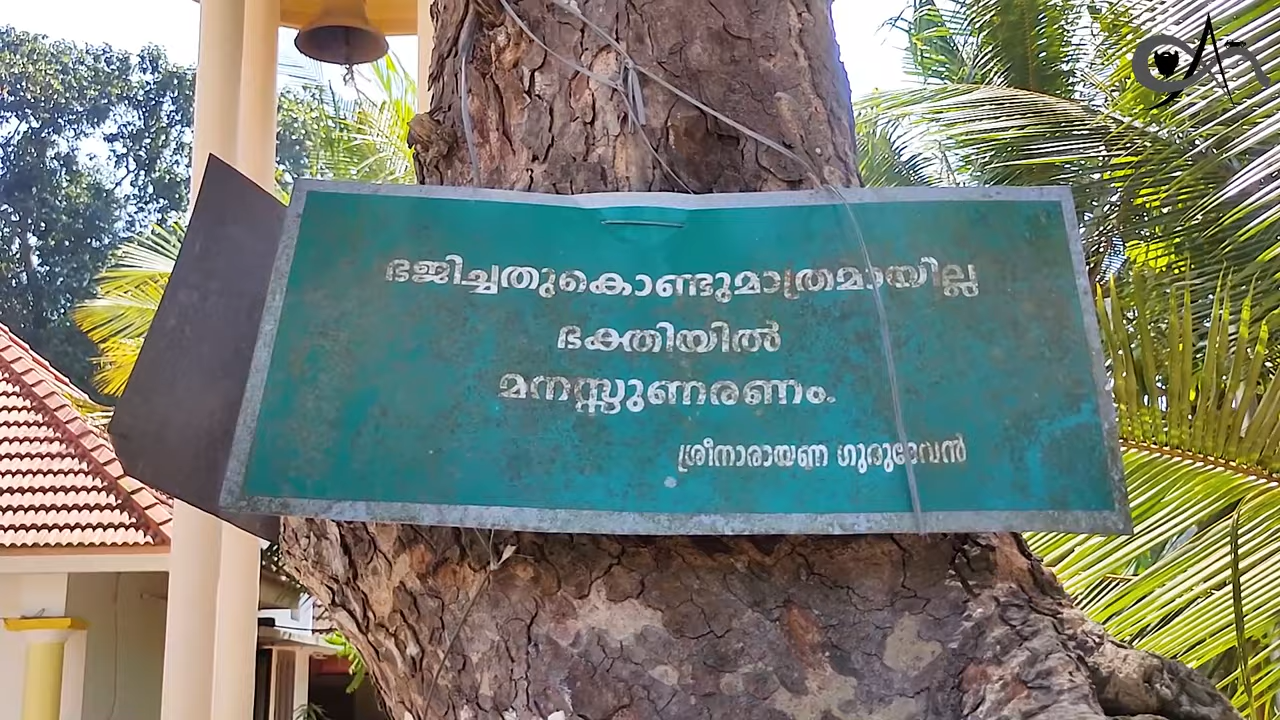 ഭജിച്ചതുകൊണ്ടുമാത്രമായില്ല
ഭക്തിയിൽ
മനസ്സുണരണം.
ശ്രീനാരായണ ഗുരുദേവൻ